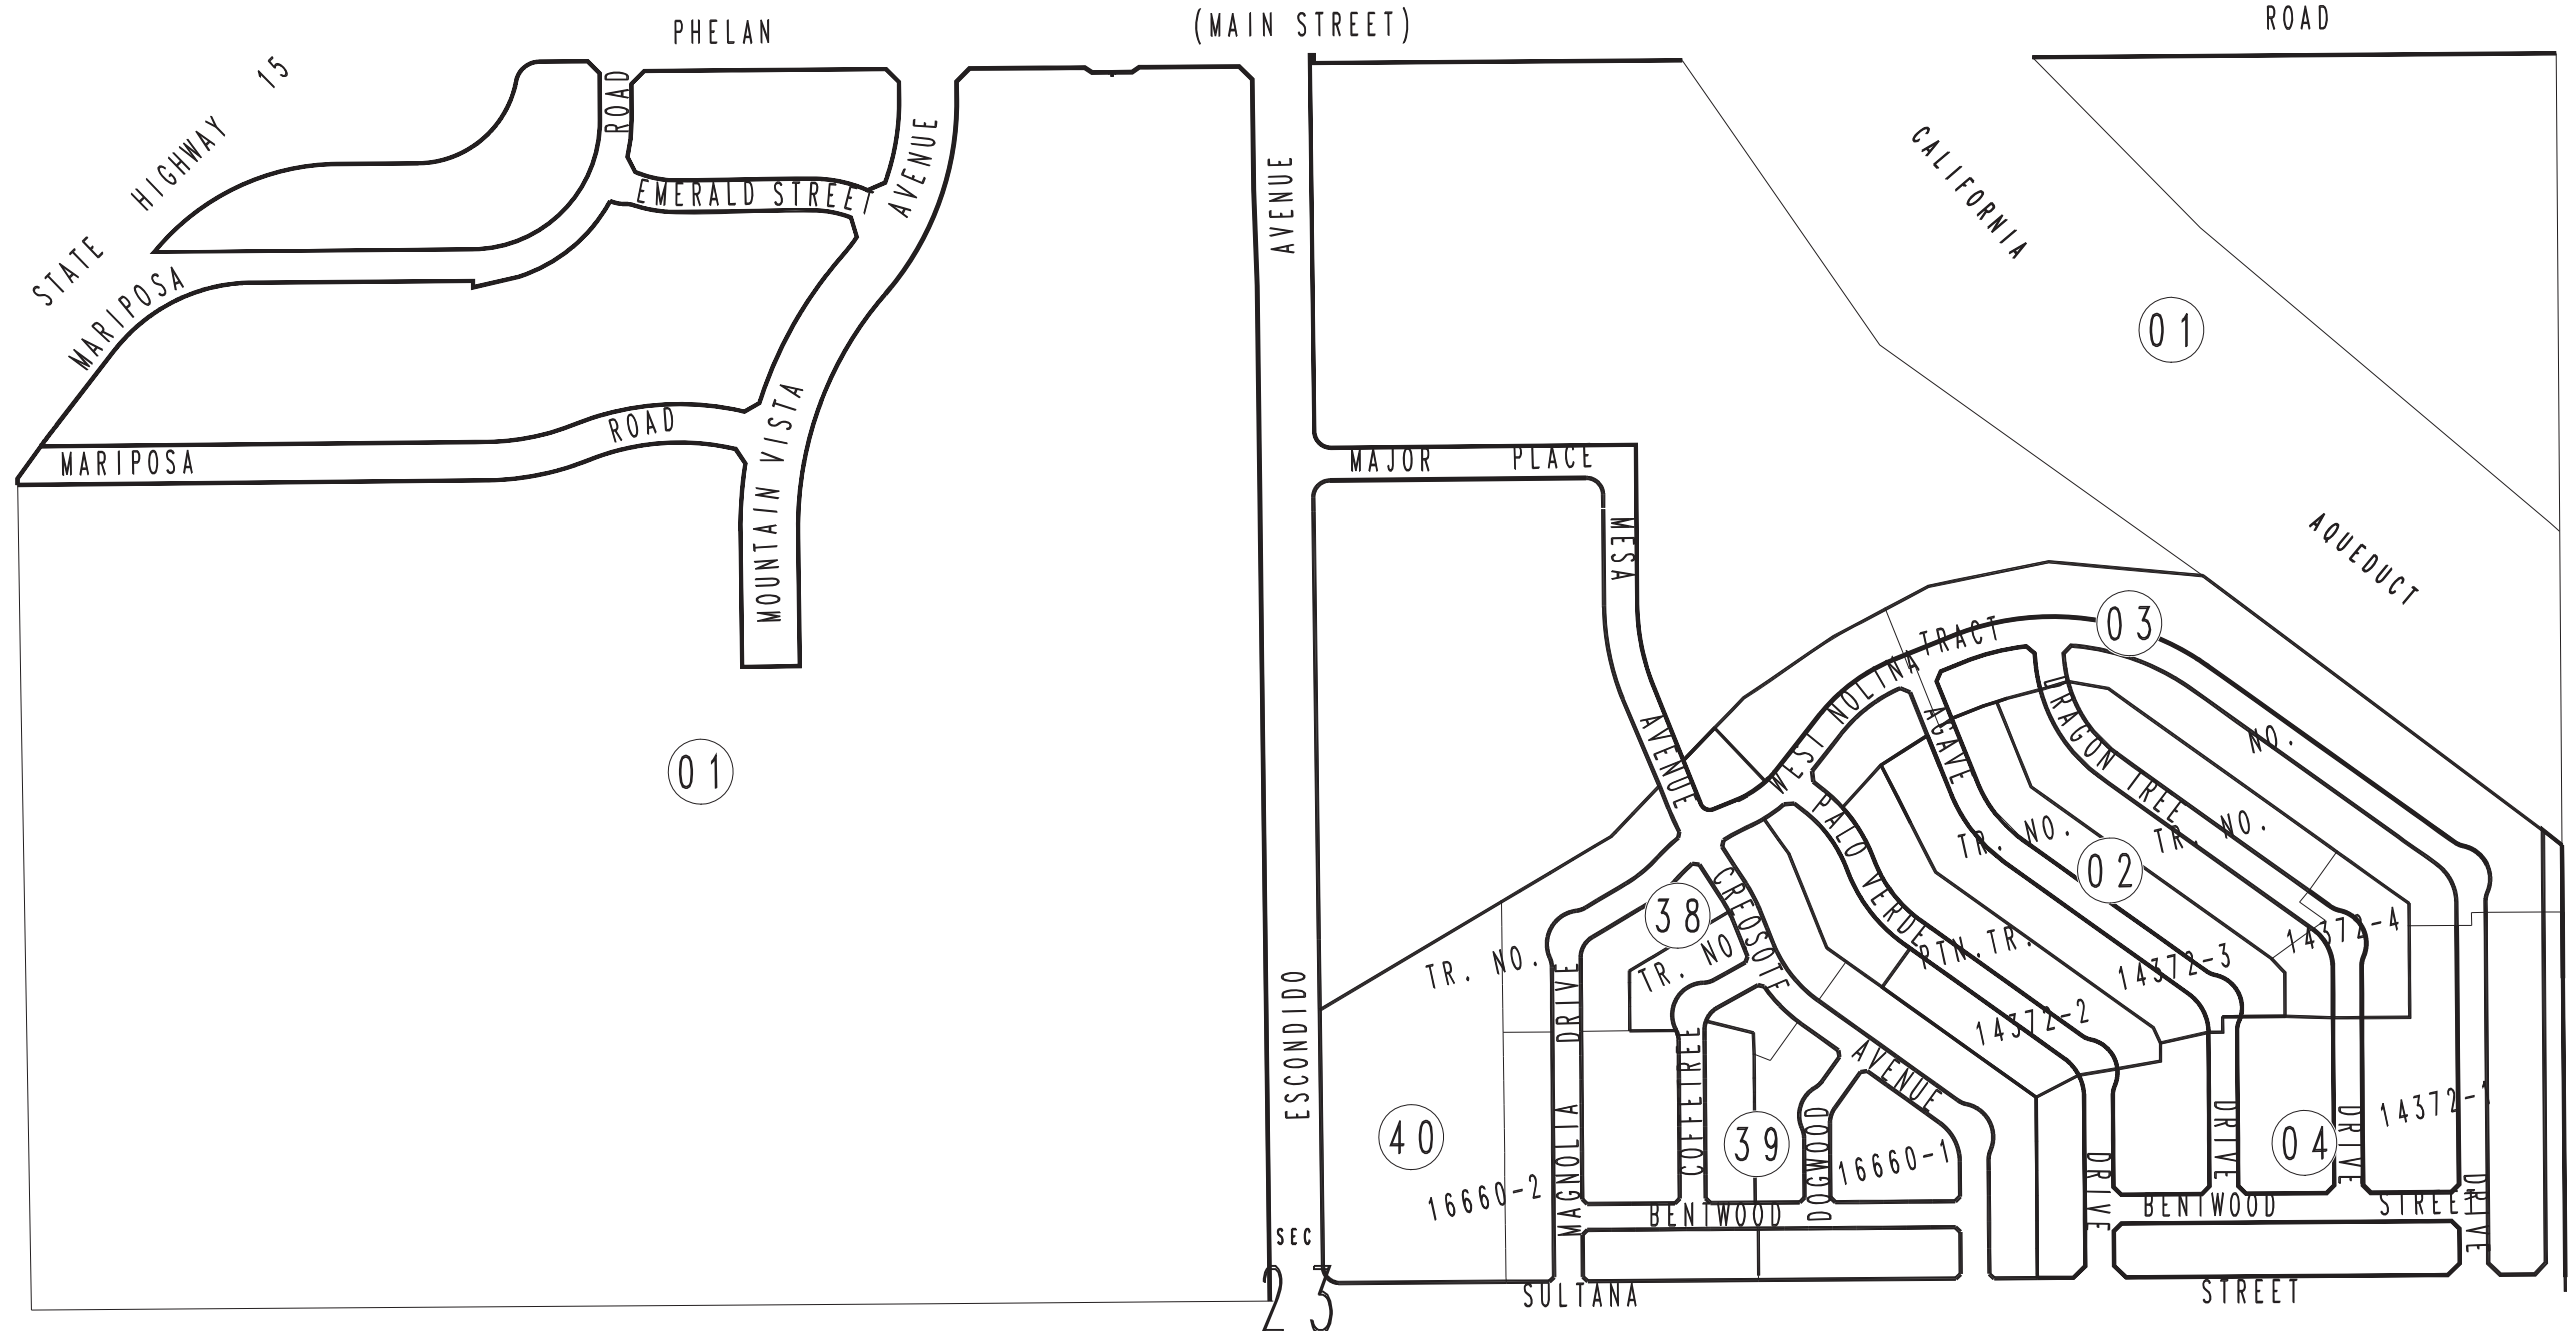 PHELAN (MAIN STREET) ROAD
STATE HIGHWAY 15
MARIPOSA ROAD
EMERALD STREET
MARIPOSA ROAD
MOUNTAIN VISTA AVENUE
ESCONDIDO AVENUE
MAJOR PLACE
MESA AVENUE
CALIFORNIA AQUEDUCT
01
01
03
WEST NOLINA DRIVE
TRACT NO. 14372-1
AGAVE DRIVE
DRAGON TREE DRIVE
PALO VERDE DRIVE
TR. NO. 14372-3
TR. NO. 14372-4
PTN.TR. 14372-2
02
38
CREOSOTE AVENUE
TR. NO. 16660-2
TR. NO 16660-1
MAGNOLIA DRIVE
COFFETREE
DOGWOOD
40
39
04
BENTWOOD
BENTWOOD STREET
SEC
23
SULTANA STREET